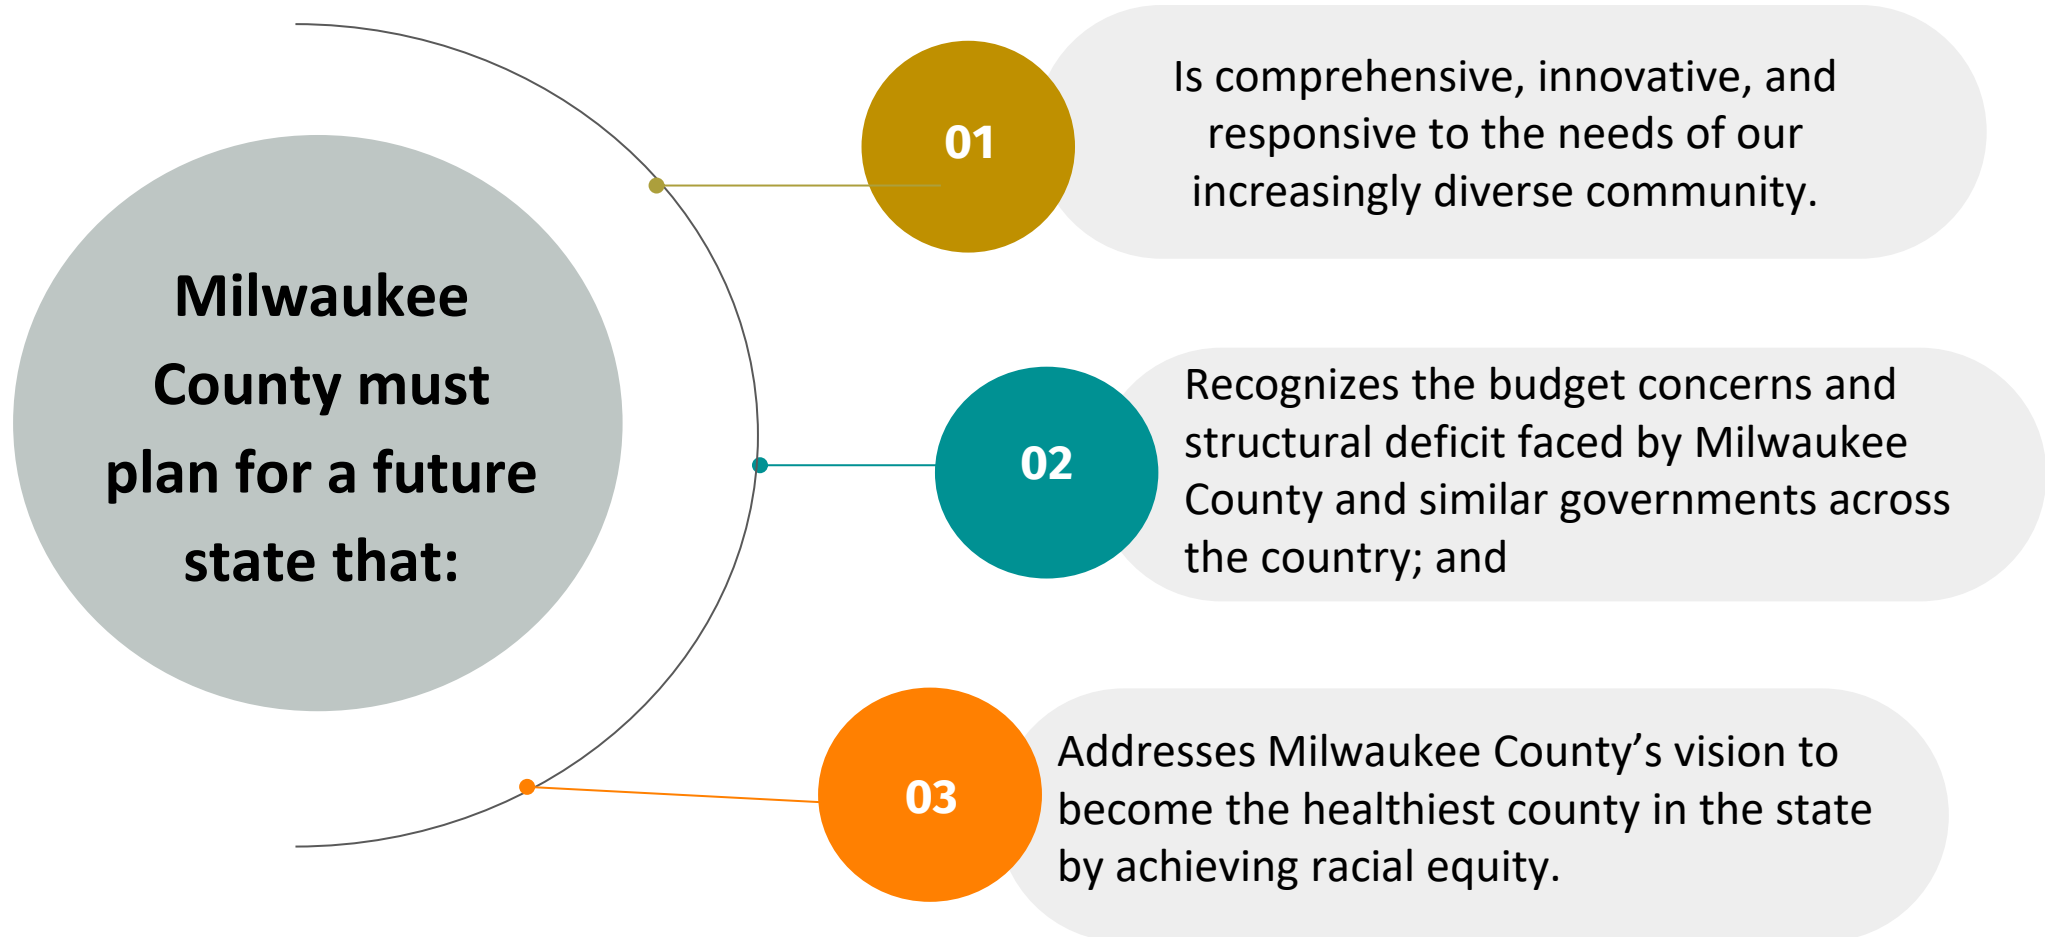 Milwaukee
County must
plan for a future
state that:
01
Is comprehensive, innovative, and
responsive to the needs of our
increasingly diverse community.
02
Recognizes the budget concerns and
structural deficit faced by Milwaukee
County and similar governments across
the country; and
03
Addresses Milwaukee County’s vision to
become the healthiest county in the state
by achieving racial equity.